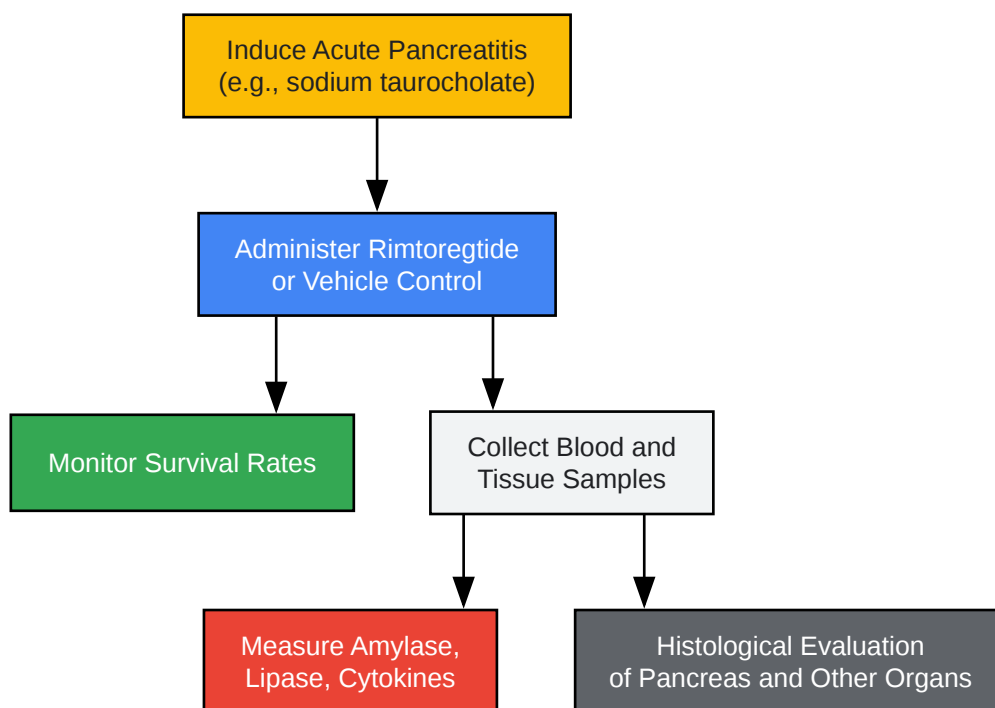 Induce Acute Pancreatitis
(e.g., sodium taurocholate)
Administer Rimtoregtide
or Vehicle Control
Monitor Survival Rates
Collect Blood and
Tissue Samples
Measure Amylase,
Lipase, Cytokines
Histological Evaluation
of Pancreas and Other Organs